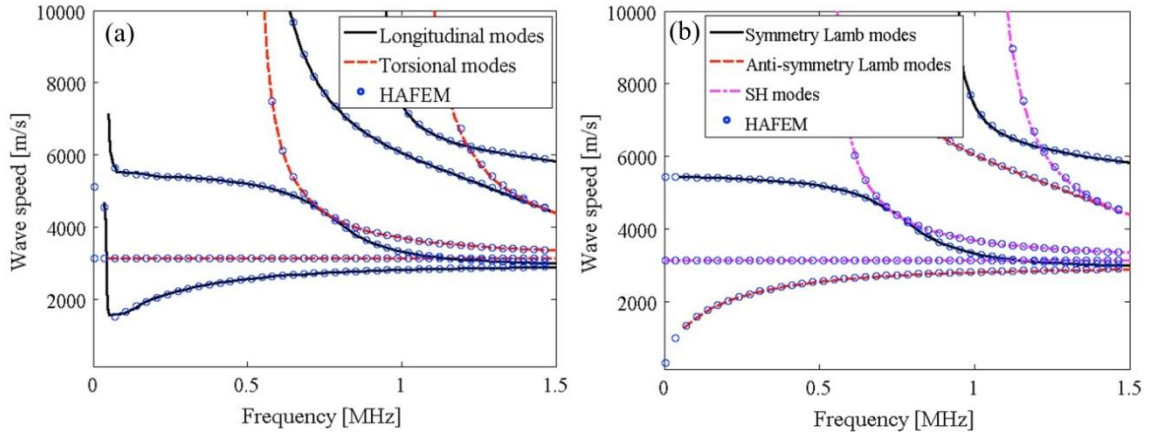 (a)
Longitudinal modes
Torsional modes
HAFEM
10000
8000
6000
4000
2000
Wave speed [m/s]
0
0.5
1
1.5
Frequency [MHz]
(b)
Symmetry Lamb modes
Anti-symmetry Lamb modes
SH modes
HAFEM
10000
8000
6000
4000
2000
Wave speed [m/s]
0
0.5
1
1.5
Frequency [MHz]